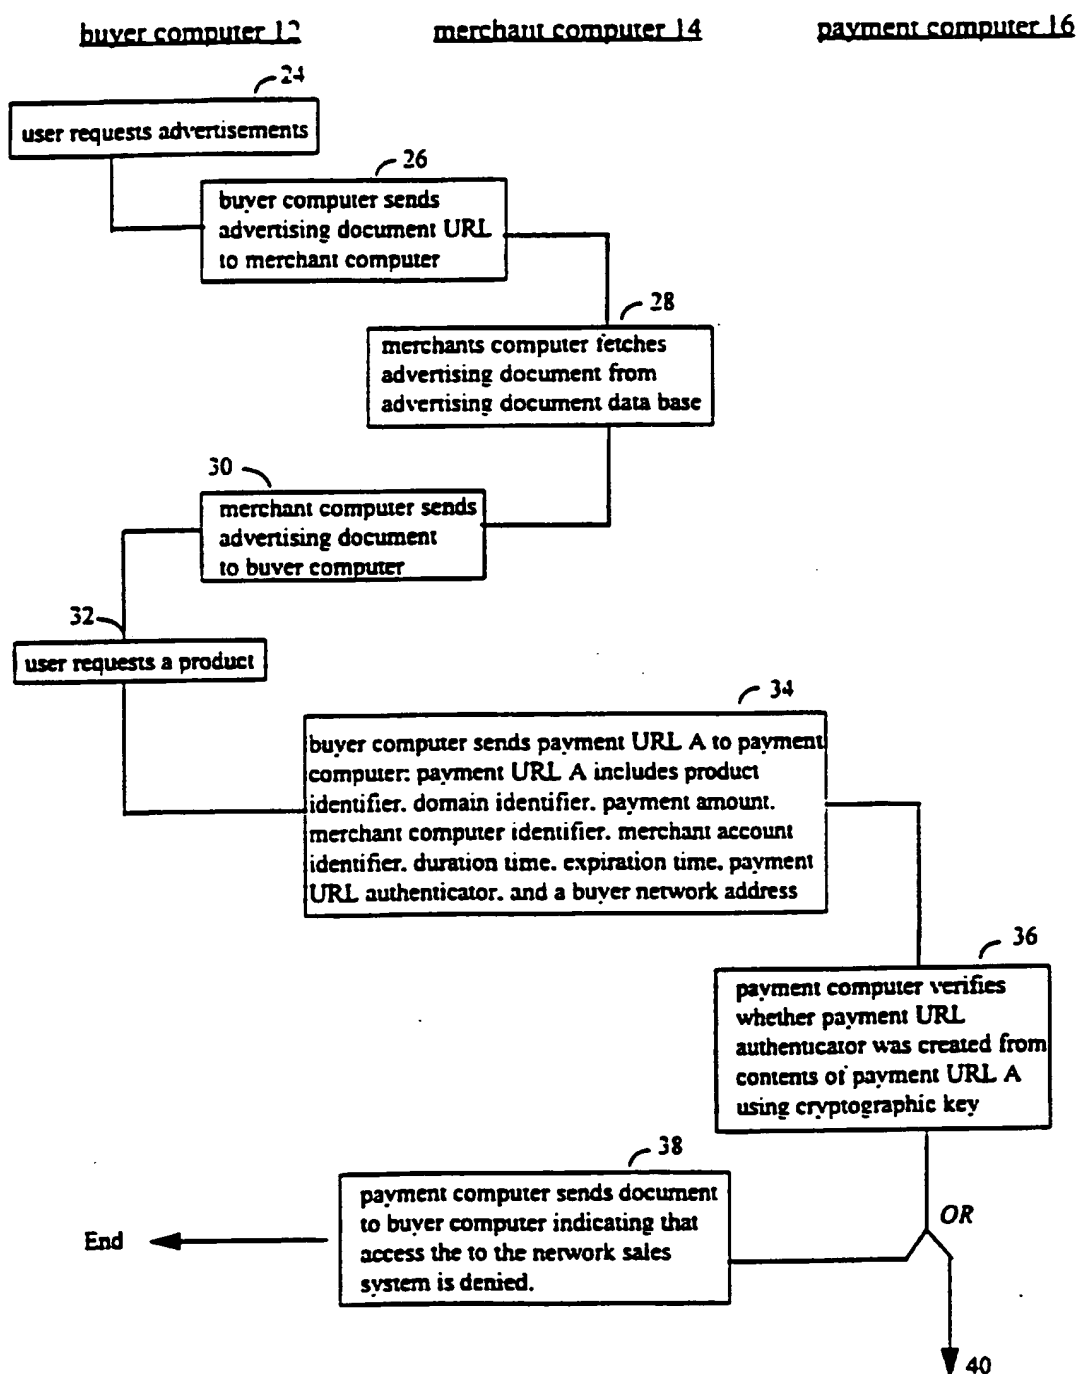 buyer computer 12
merchant computer 14
payment computer 16
24
user requests advertisements
26
buyer computer sends
advertising document URL
to merchant computer
28
merchants computer fetches
advertising document from
advertising document data base
30
merchant computer sends
advertising document
to buyer computer
32
user requests a product
34
buyer computer sends payment URL A to payment
computer: payment URL A includes product
identifier. domain identifier. payment amount.
merchant computer identifier. merchant account
identifier. duration time. expiration time. payment
URL authenticator. and a buyer network address
36
payment computer verifies
whether payment URL
authenticator was created from
contents of payment URL A
using cryptographic key
38
payment computer sends document
to buyer computer indicating that
access the to the network sales
system is denied.
End
OR
40